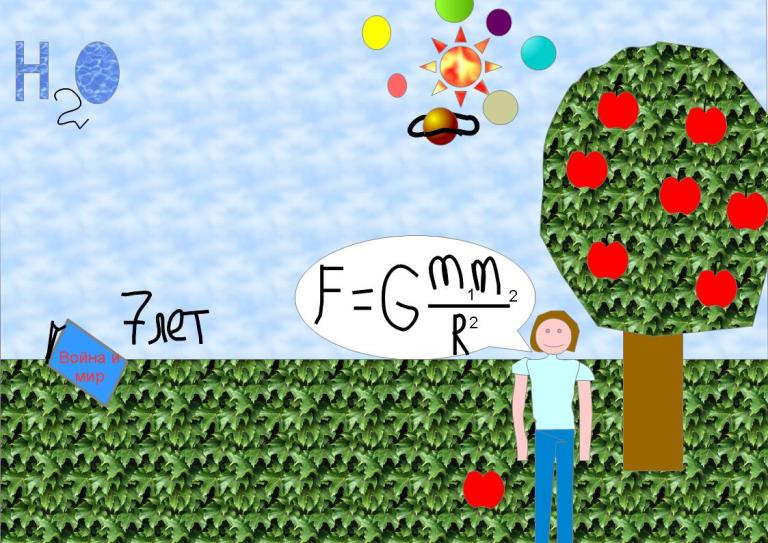 H2O
F=G m1m2
R2
7лет
Война и
мир